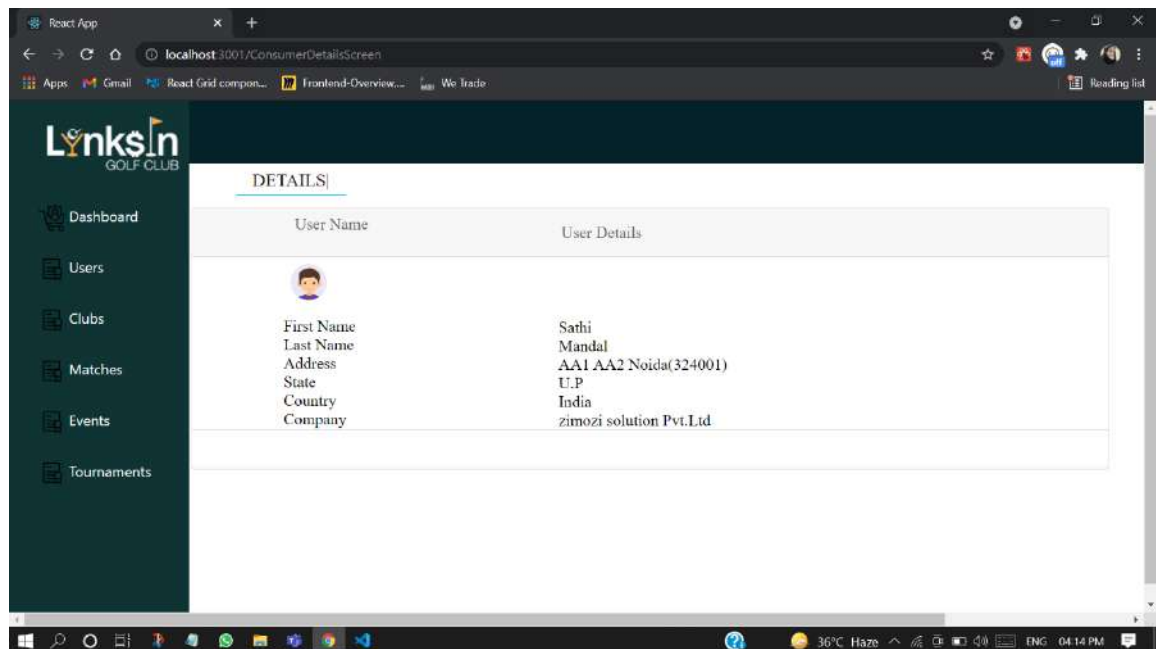 React App
localhost:3001/ConsumerDetailsScreen
Apps Gmail React Grid compon... Frontend-Overview,... We Trade Reading list
LynksIn
GOLF CLUB
DETAILS
Dashboard
Users
Clubs
Matches
Events
Tournaments
User Name User Details
First Name Sathi
Last Name Mandal
Address AA1 AA2 Noida(324001)
State U.P
Country India
Company zimozi solution Pvt.Ltd
36°C Haze ENG 04:14 PM